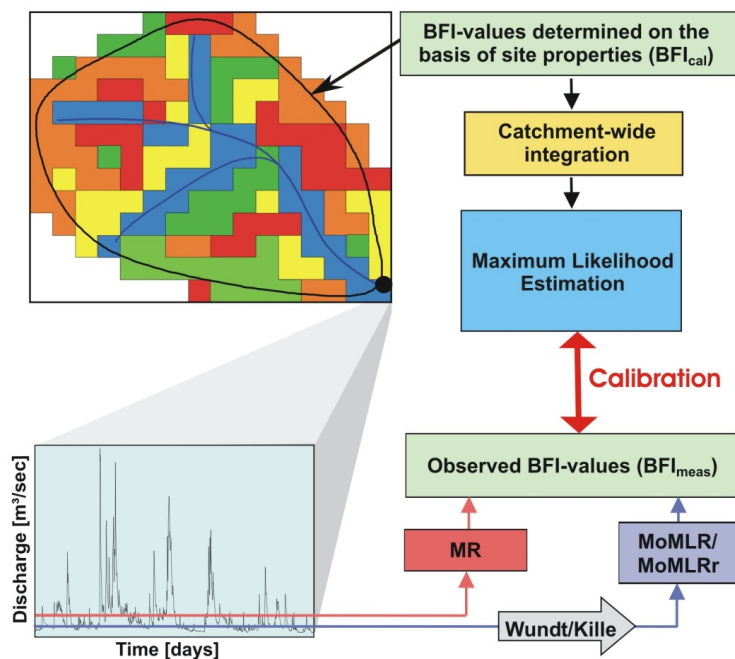 BFI-values determined on the
basis of site properties (BFIcal)
Catchment-wide
integration
Maximum Likelihood
Estimation
Calibration
Observed BFI-values (BFImeas)
MR
MoMLR/
MoMLRr
Wundt/Kille
Discharge [m³/sec]
Time [days]